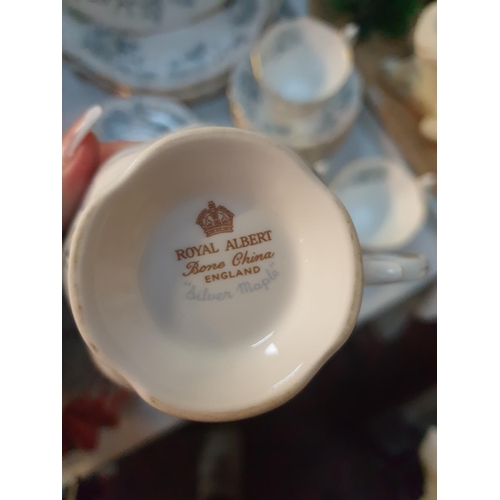 ROYAL ALBERT
Bone China
ENGLAND
"Silver Maple"